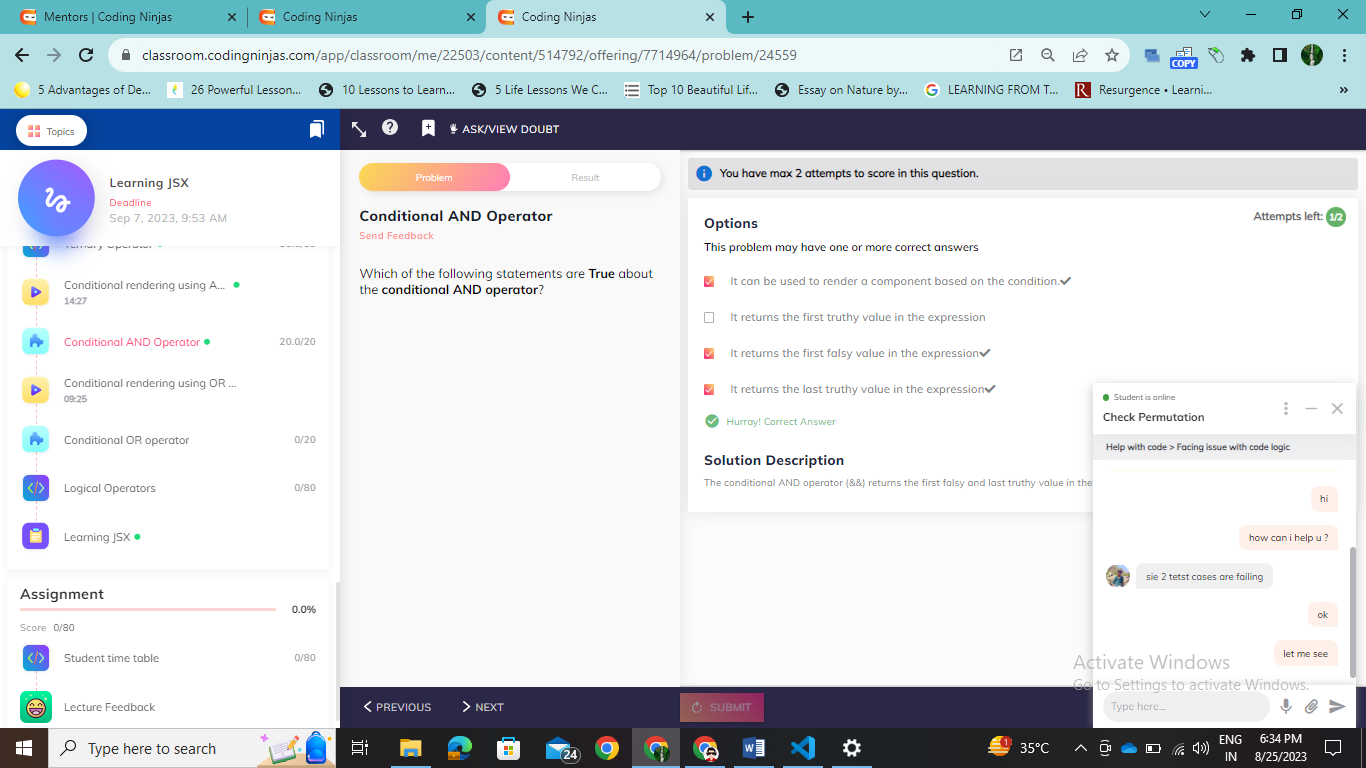 Mentors | Coding Ninjas
Coding Ninjas
Coding Ninjas
classroom.codingninjas.com/app/classroom/me/22503/content/514792/offering/7714964/problem/24559
COPY
5 Advantages of De...
26 Powerful Lesson...
10 Lessons to Learn...
5 Life Lessons We C...
Top 10 Beautiful Lif...
Essay on Nature by...
LEARNING FROM T...
Resurgence • Learni...
Topics
ASK/VIEW DOUBT
Learning JSX
Deadline
Sep 7, 2023, 9:53 AM
Conditional rendering using A...
14:27
Conditional AND Operator
20.0/20
Conditional rendering using OR ...
09:25
Conditional OR operator
0/20
Logical Operators
0/80
Learning JSX
Assignment
0.0%
Score 0/80
Student time table
0/80
Lecture Feedback
Problem
Result
Conditional AND Operator
Send Feedback
Which of the following statements are True about
the conditional AND operator?
PREVIOUS
NEXT
You have max 2 attempts to score in this question.
Options
Attempts left: 1/2
This problem may have one or more correct answers
It can be used to render a component based on the condition.
It returns the first truthy value in the expression
It returns the first falsy value in the expression
It returns the last truthy value in the expression
Hurray! Correct Answer
Solution Description
The conditional AND operator (&&) returns the first falsy and last truthy value in the
SUBMIT
Student is online
Check Permutation
Help with code > Facing issue with code logic
hi
how can i help u ?
sie 2 tetst cases are failing
ok
let me see
Activate Windows
Go to Settings to activate Windows.
Type here...
Type here to search
24
1
35°C
ENG
IN
6:34 PM
8/25/2023